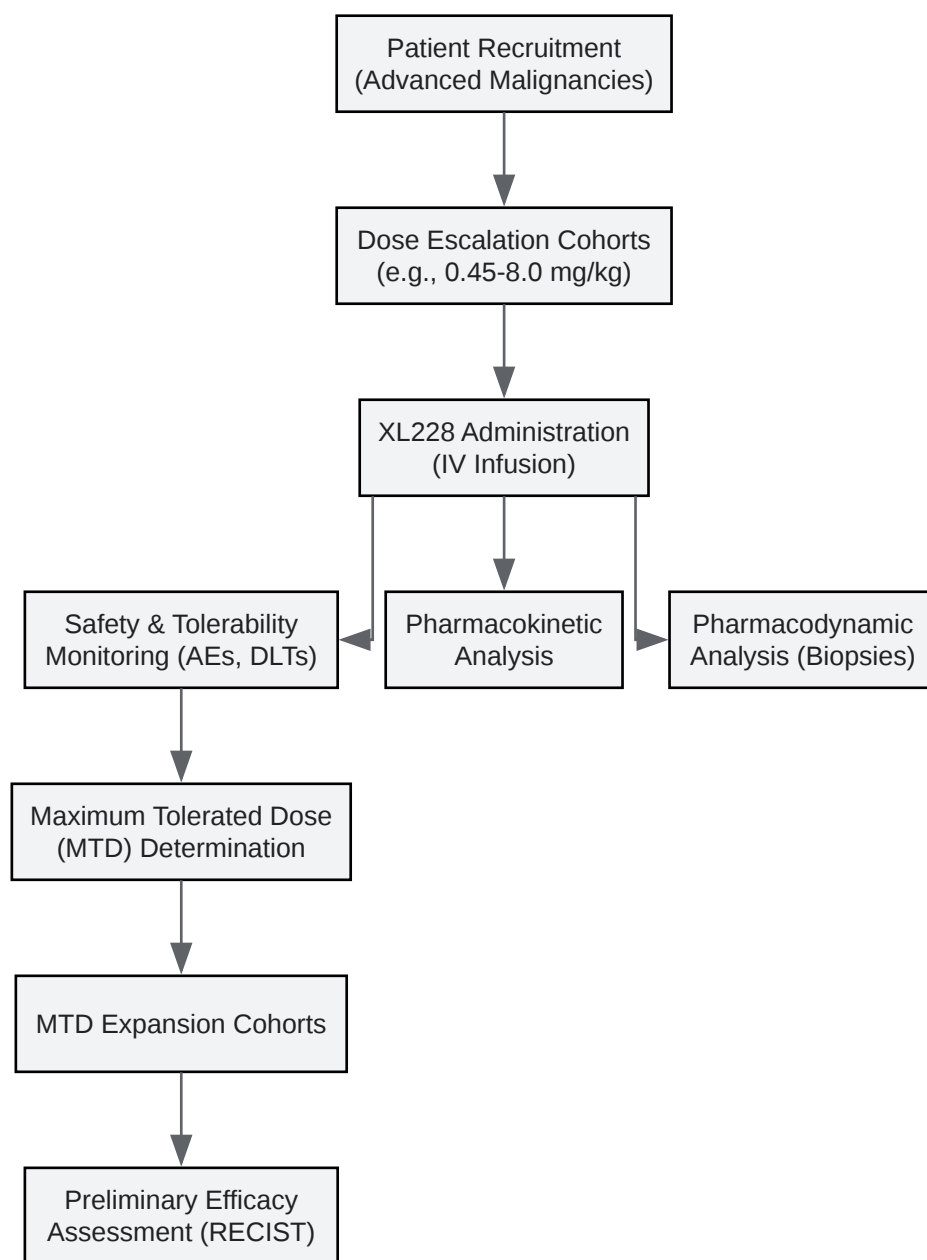 Patient Recruitment
(Advanced Malignancies)
Dose Escalation Cohorts
(e.g., 0.45-8.0 mg/kg)
XL228 Administration
(IV Infusion)
Safety & Tolerability
Monitoring (AEs, DLTs)
Pharmacokinetic
Analysis
Pharmacodynamic
Analysis (Biopsies)
Maximum Tolerated Dose
(MTD) Determination
MTD Expansion Cohorts
Preliminary Efficacy
Assessment (RECIST)